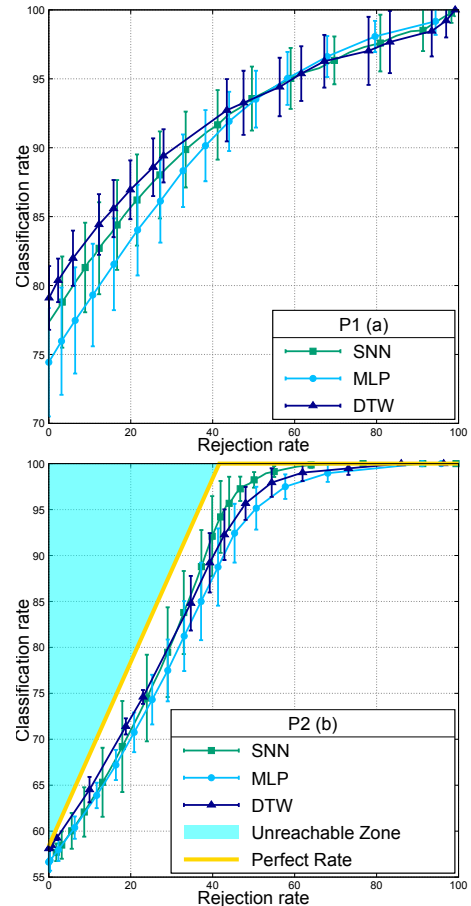 100
95
90
85
80
75
70
Classification rate
0
20
40
60
80
100
Rejection rate
P1 (a)
SNN
MLP
DTW
100
95
90
85
80
75
70
65
60
55
Classification rate
0
20
40
60
80
100
Rejection rate
P2 (b)
SNN
MLP
DTW
Unreachable Zone
Perfect Rate